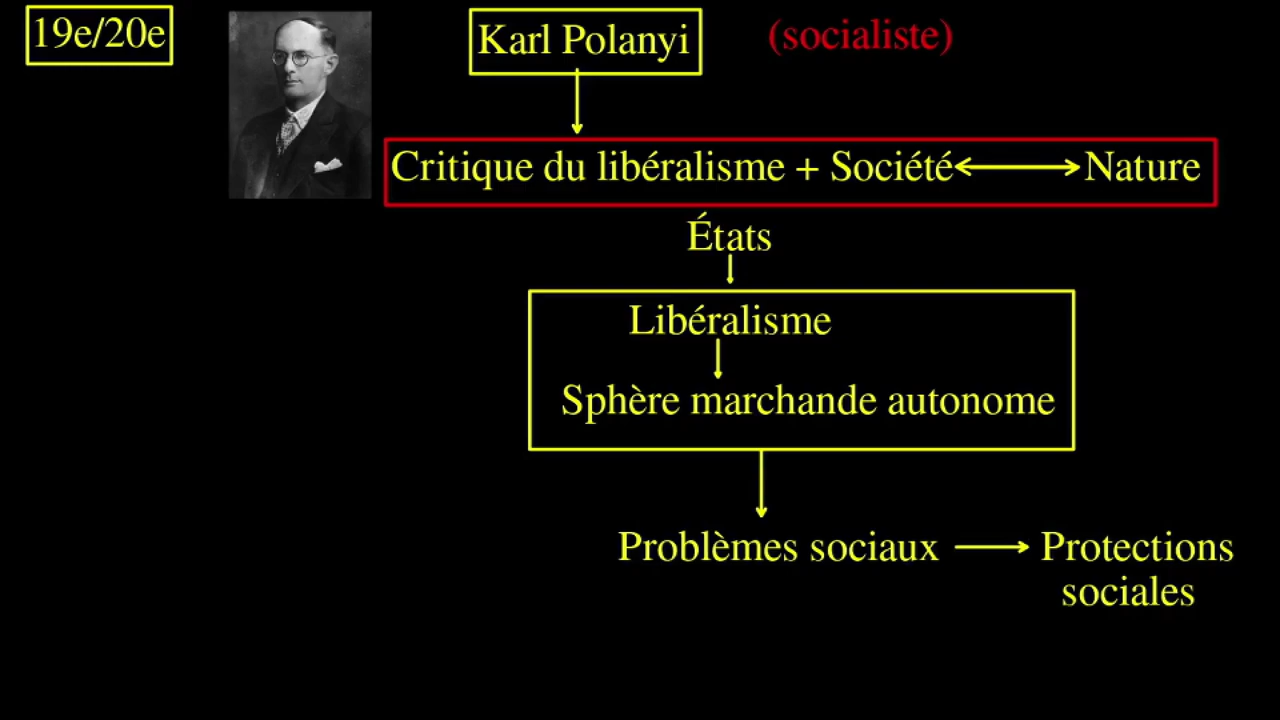 19e/20e
Karl Polanyi
(socialiste)
Critique du libéralisme + Société
Nature
États
Libéralisme
Sphère marchande autonome
Problèmes sociaux
Protections
sociales